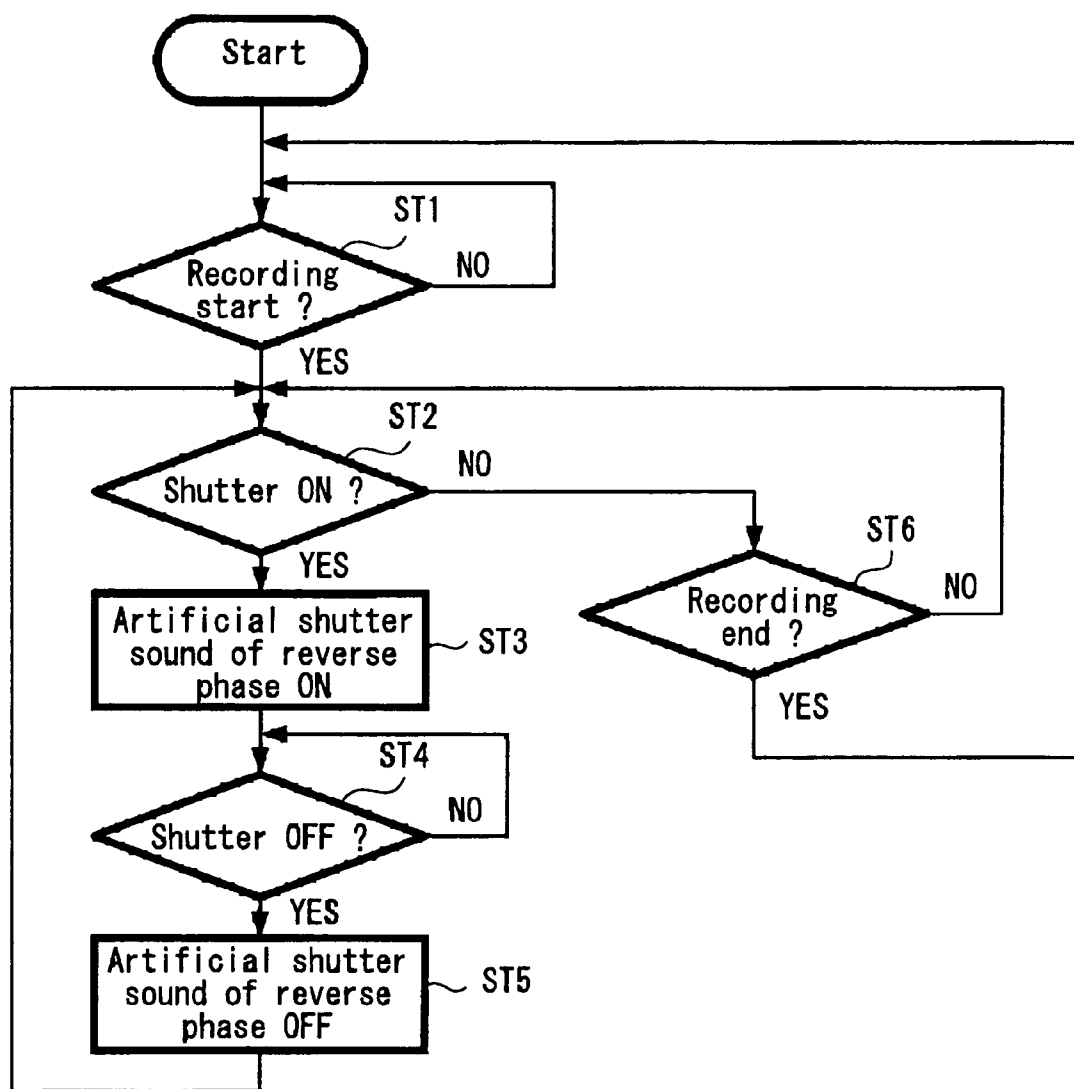 Start
ST1
Recording
start ?
NO
YES
ST2
Shutter ON ?
NO
YES
ST6
Recording
end ?
NO
YES
Artificial shutter
sound of reverse
phase ON
ST3
ST4
Shutter OFF ?
NO
YES
Artificial shutter
sound of reverse
phase OFF
ST5